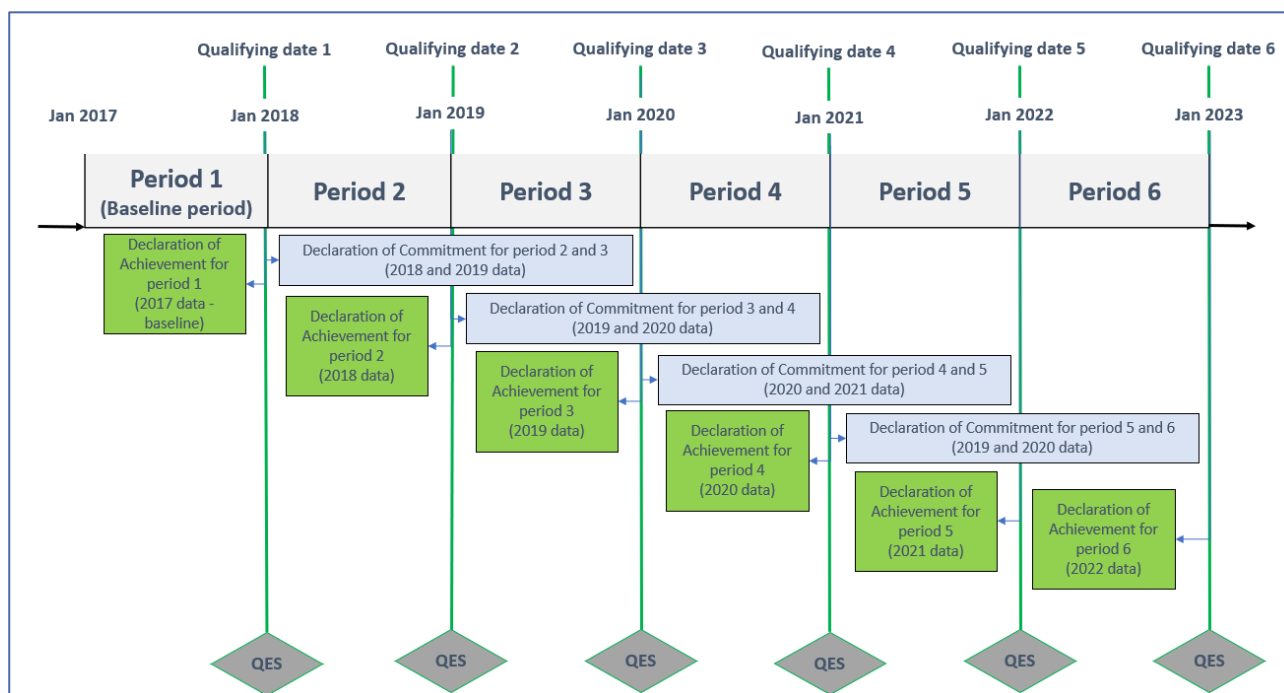 Qualifying date 1
Qualifying date 2
Qualifying date 3
Qualifying date 4
Qualifying date 5
Qualifying date 6
Jan 2017
Jan 2018
Jan 2019
Jan 2020
Jan 2021
Jan 2022
Jan 2023
Period 1
(Baseline period)
Period 2
Period 3
Period 4
Period 5
Period 6
Declaration of
Achievement for
period 1
(2017 data -
baseline)
Declaration of Commitment for period 2 and 3
(2018 and 2019 data)
Declaration of
Achievement for
period 2
(2018 data)
Declaration of Commitment for period 3 and 4
(2019 and 2020 data)
Declaration of
Achievement for
period 3
(2019 data)
Declaration of Commitment for period 4 and 5
(2020 and 2021 data)
Declaration of
Achievement for
period 4
(2020 data)
Declaration of Commitment for period 5 and 6
(2019 and 2020 data)
Declaration of
Achievement for
period 5
(2021 data)
Declaration of
Achievement for
period 6
(2022 data)
QES
QES
QES
QES
QES
QES